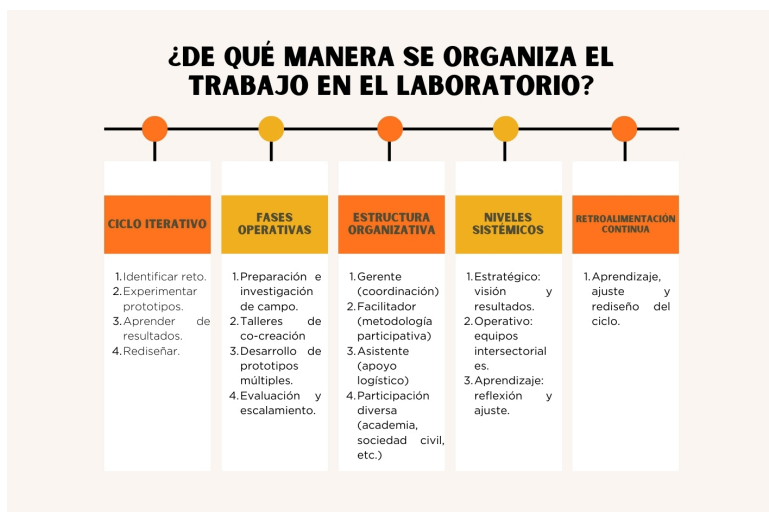 ¿DE QUÉ MANERA SE ORGANIZA EL
TRABAJO EN EL LABORATORIO?
CICLO ITERATIVO
1. Identificar reto.
2. Experimentar
prototipos.
3. Aprender de
resultados.
4. Rediseñar.
FASES
OPERATIVAS
1. Preparación e
investigación
de campo.
2. Talleres de
co-creación
3. Desarrollo de
prototipos
múltiples.
4. Evaluación y
escalamiento.
ESTRUCTURA
ORGANIZATIVA
1. Gerente
(coordinación)
2. Facilitador
(metodología
participativa)
3. Asistente
(apoyo
logístico)
4. Participación
diversa
(academia,
sociedad civil,
etc.)
NIVELES
SISTÉMICOS
1. Estratégico:
visión y
resultados.
2. Operativo:
equipos
intersectorial
es.
3. Aprendizaje:
reflexión y
ajuste.
RETROALIMENTACIÓN
CONTINUA
1. Aprendizaje,
ajuste y
rediseño del
ciclo.